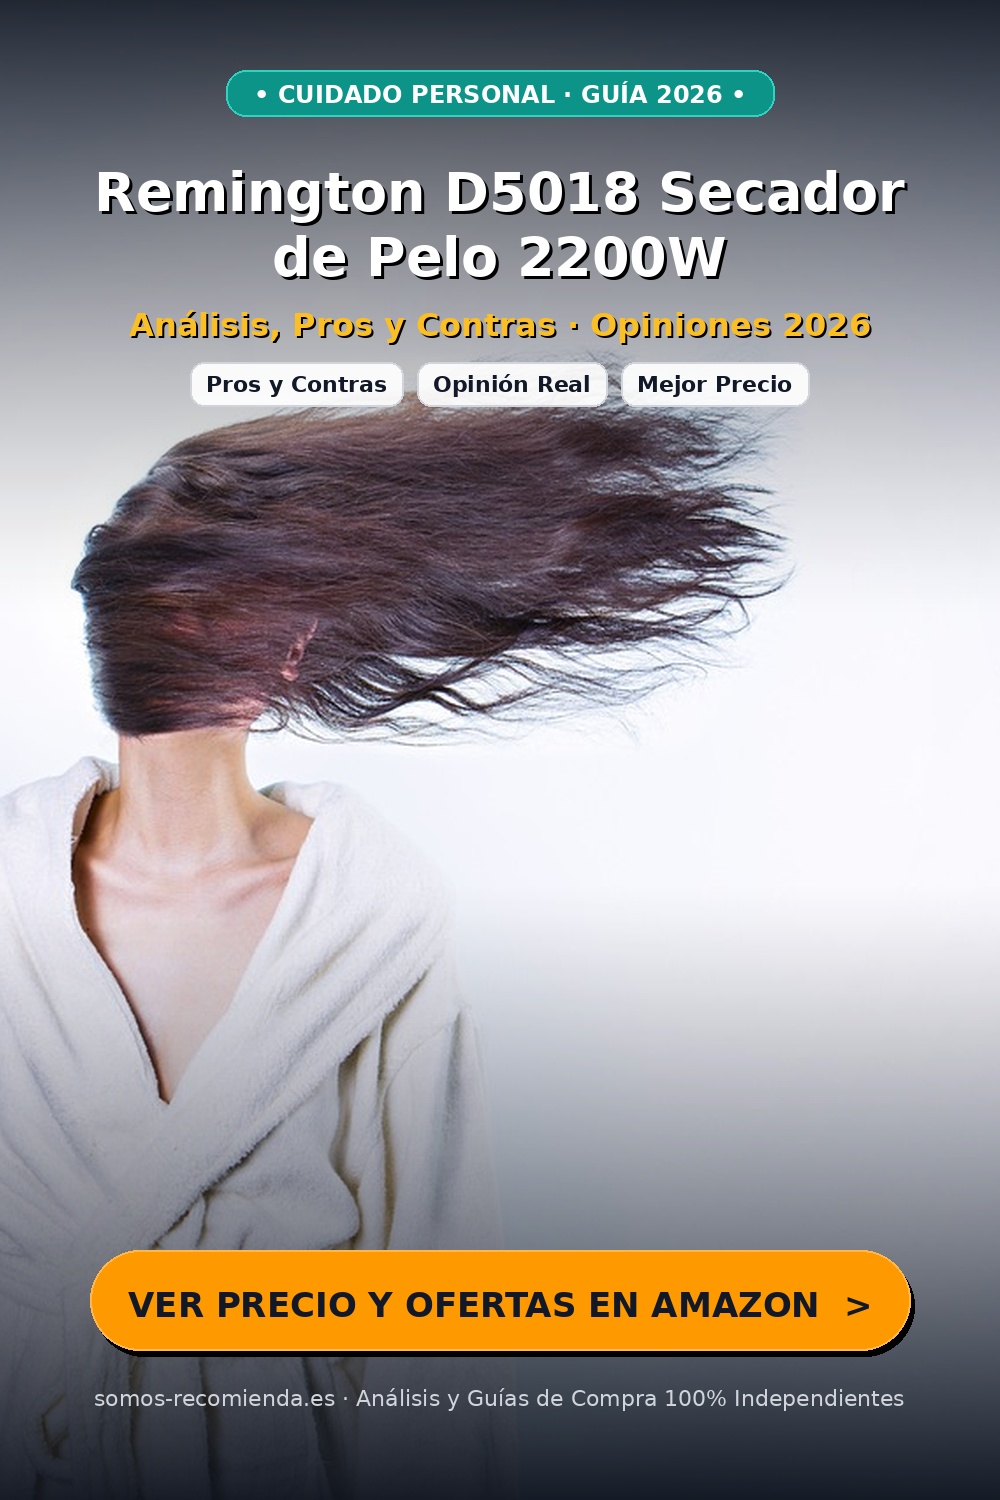 • CUIDADO PERSONAL · GUÍA 2026 •
Remington D5018 Secador
de Pelo 2200W
Análisis, Pros y Contras · Opiniones 2026
Pros y Contras Opinión Real Mejor Precio
VER PRECIO Y OFERTAS EN AMAZON >
somos-recomienda.es · Análisis y Guías de Compra 100% Independientes